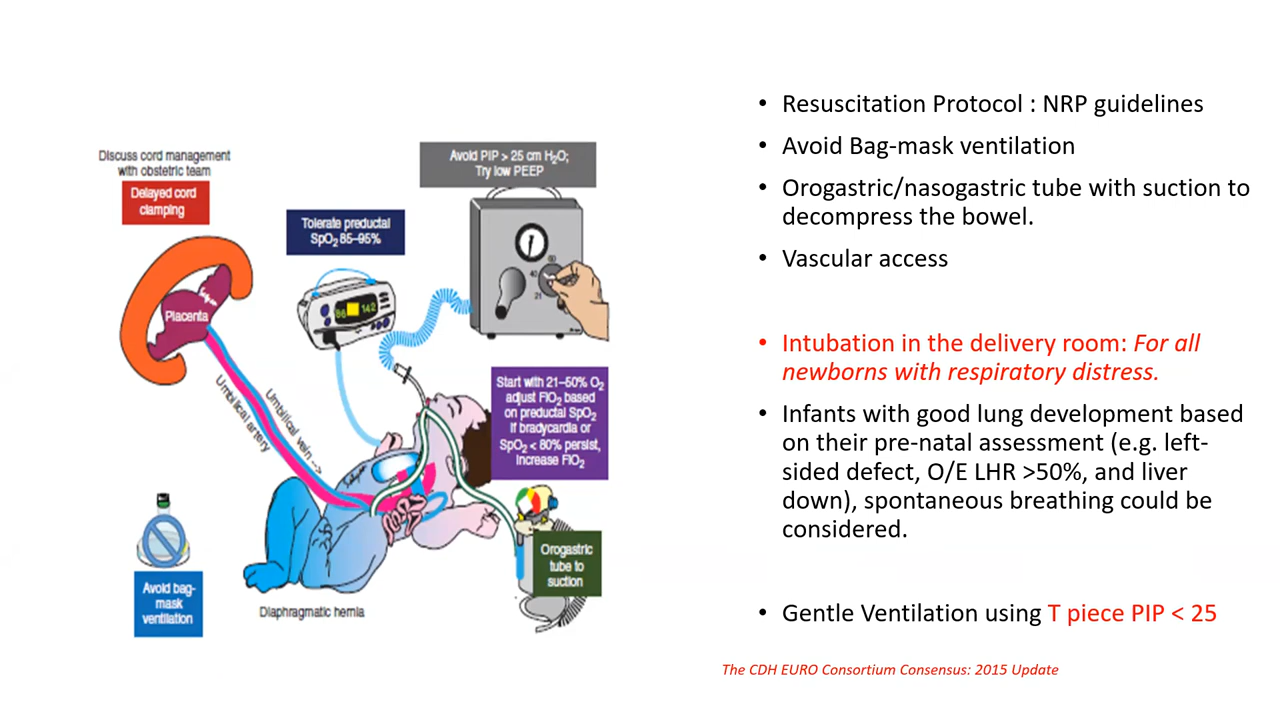 Discuss cord management
with obstetric team
Delayed cord
clamping
Placenta
Umbilical artery
Umbilical vein -->
Tolerate preductal
SpO₂ 85–95%
86 142
Avoid PIP > 25 cm H₂O;
Try low PEEP
60
40
21
Start with 21–50% O₂
adjust FIO₂ based
on preductal SpO₂
If bradycardia or
SpO₂ < 80% persist,
increase FIO₂
Orogastric
tube to
suction
Avoid bag-
mask
ventilation
Diaphragmatic hernia
• Resuscitation Protocol : NRP guidelines
• Avoid Bag-mask ventilation
• Orogastric/nasogastric tube with suction to
decompress the bowel.
• Vascular access
• Intubation in the delivery room: For all
newborns with respiratory distress.
• Infants with good lung development based
on their pre-natal assessment (e.g. left-
sided defect, O/E LHR >50%, and liver
down), spontaneous breathing could be
considered.
• Gentle Ventilation using T piece PIP < 25
The CDH EURO Consortium Consensus: 2015 Update